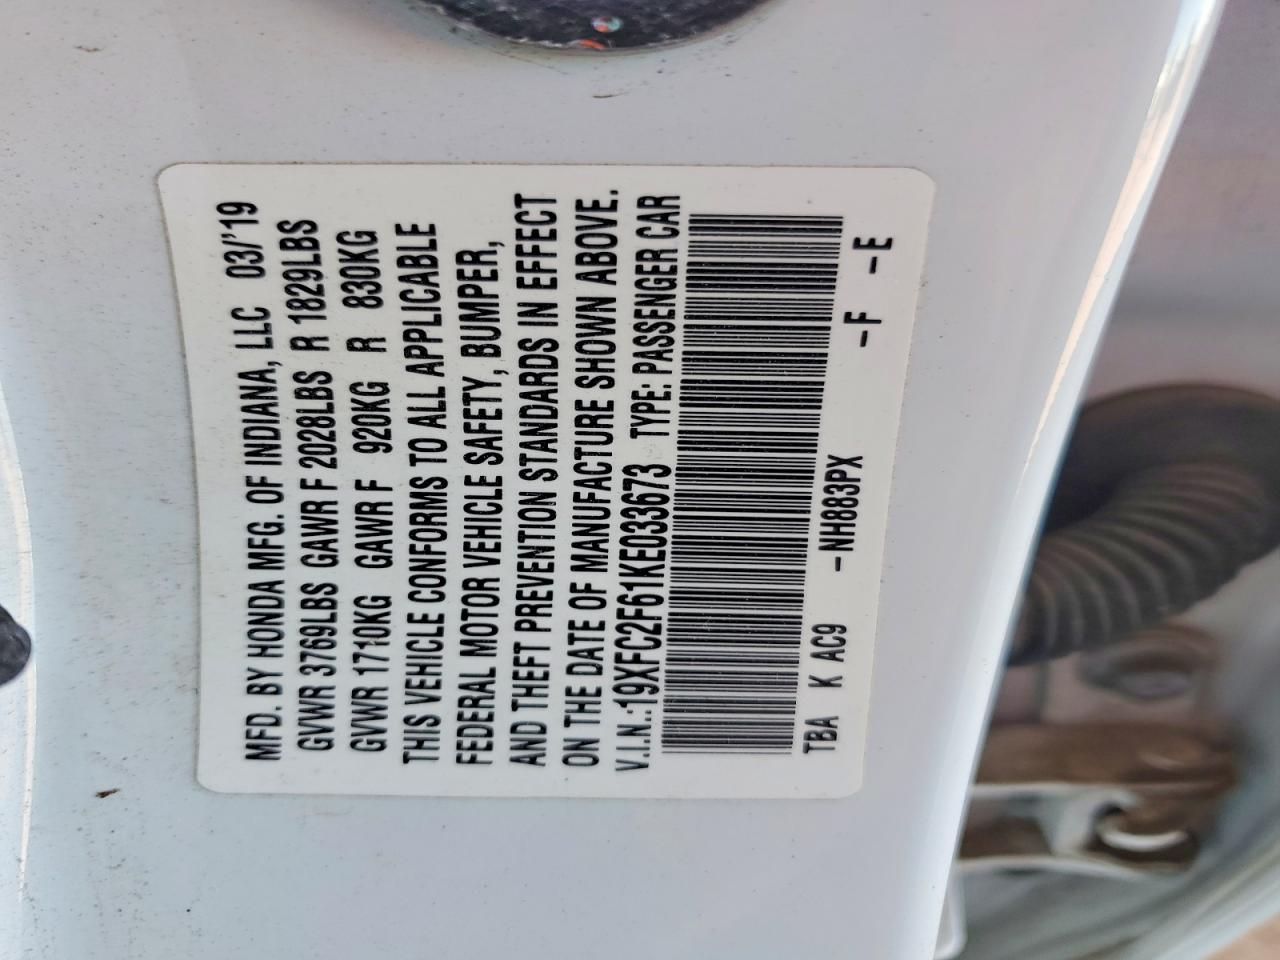 MFD. BY HONDA MFG. OF INDIANA, LLC 03/'19
GVWR 3769LBS GAWR F 2028LBS R 1829LBS
GVWR 1710KG GAWR F 920KG R 830KG
THIS VEHICLE CONFORMS TO ALL APPLICABLE
FEDERAL MOTOR VEHICLE SAFETY, BUMPER,
AND THEFT PREVENTION STANDARDS IN EFFECT
ON THE DATE OF MANUFACTURE SHOWN ABOVE.
V.I.N.:19XFC2F61KE033673 TYPE: PASSENGER CAR
TBA K AC9 -NH883PX -F -E